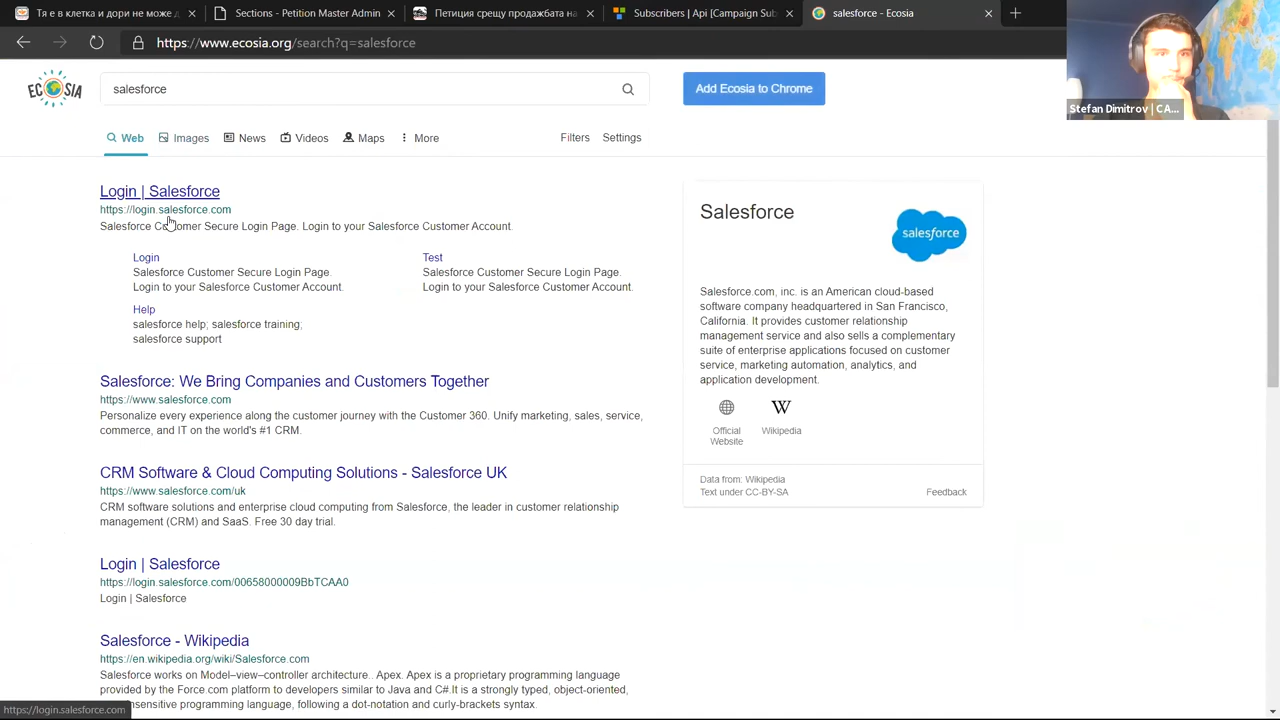 Тя е в клетка и дори не може д
Sections - Petition Master Admin
Петиция срещу продажбата на
Subscribers | Api [Campaign Sub
salesforce - Ecosia
https://www.ecosia.org/search?q=salesforce
Stefan Dimitrov | CA...
ECOSIA
salesforce
Add Ecosia to Chrome
Web
Images
News
Videos
Maps
More
Filters
Settings
Login | Salesforce
https://login.salesforce.com
Salesforce Customer Secure Login Page. Login to your Salesforce Customer Account.
Login
Salesforce Customer Secure Login Page.
Login to your Salesforce Customer Account.
Test
Salesforce Customer Secure Login Page.
Login to your Salesforce Customer Account.
Help
salesforce help; salesforce training;
salesforce support
Salesforce: We Bring Companies and Customers Together
https://www.salesforce.com
Personalize every experience along the customer journey with the Customer 360. Unify marketing, sales, service,
commerce, and IT on the world's #1 CRM.
CRM Software & Cloud Computing Solutions - Salesforce UK
https://www.salesforce.com/uk
CRM software solutions and enterprise cloud computing from Salesforce, the leader in customer relationship
management (CRM) and SaaS. Free 30 day trial.
Login | Salesforce
https://login.salesforce.com/00658000009BbTCAA0
Login | Salesforce
Salesforce - Wikipedia
https://en.wikipedia.org/wiki/Salesforce.com
Salesforce works on Model–view–controller architecture.. Apex. Apex is a proprietary programming language
provided by the Force.com platform to developers similar to Java and C#.It is a strongly typed, object-oriented,
nsensitive programming language, following a dot-notation and curly-brackets syntax.
Salesforce
salesforce
Salesforce.com, inc. is an American cloud-based
software company headquartered in San Francisco,
California. It provides customer relationship
management service and also sells a complementary
suite of enterprise applications focused on customer
service, marketing automation, analytics, and
application development.
W
Official
Website
Wikipedia
Data from: Wikipedia
Text under CC-BY-SA
Feedback
https://login.salesforce.com